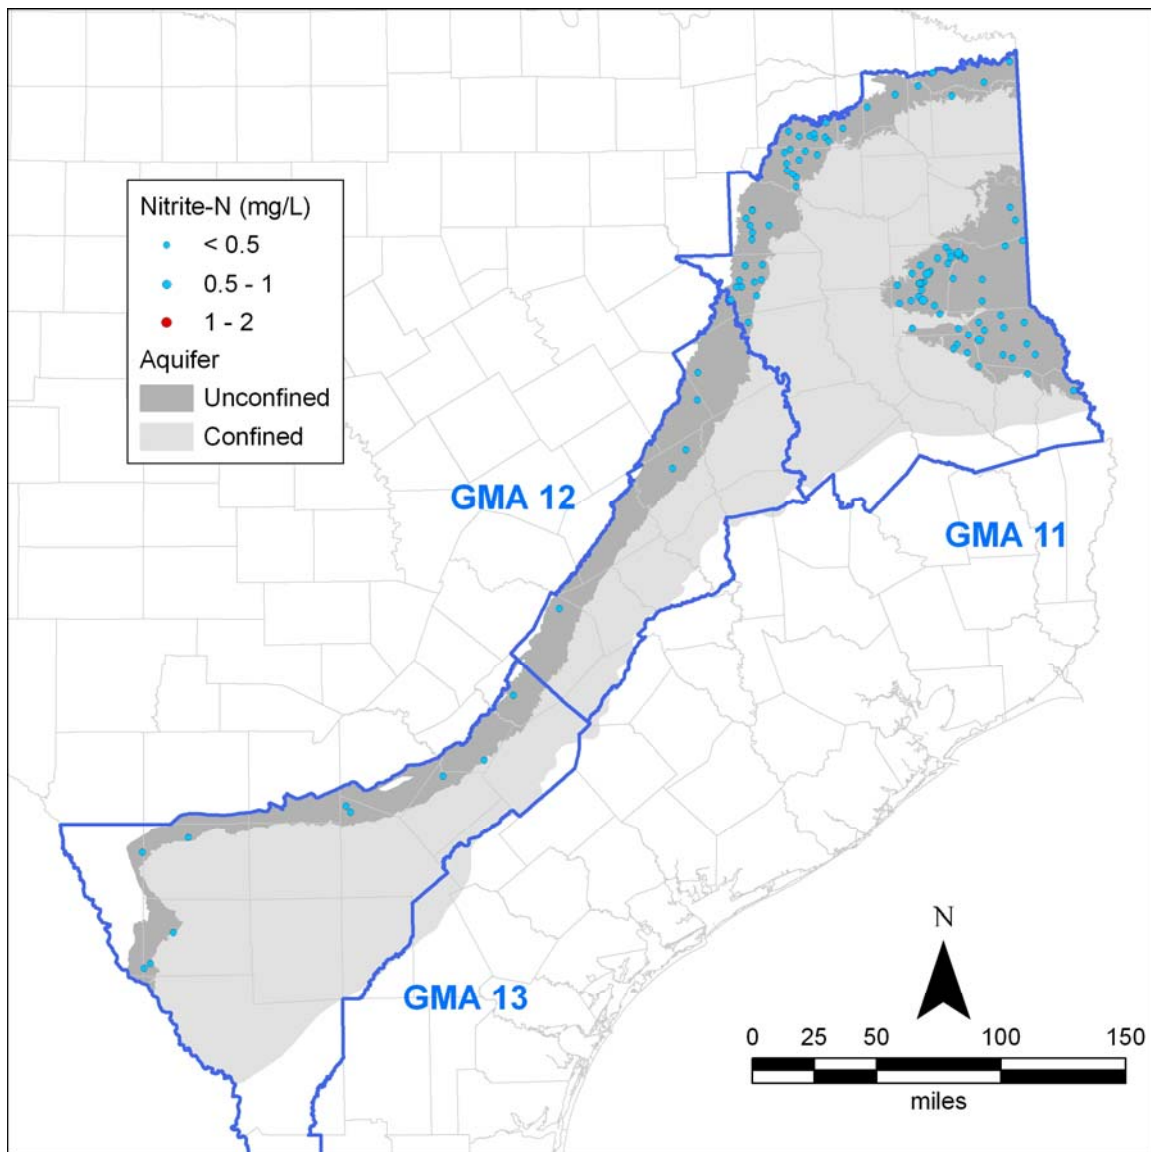 Nitrite-N (mg/L)
< 0.5
0.5 - 1
1 - 2
Aquifer
Unconfined
Confined
GMA 12
GMA 11
GMA 13
N
0 25 50 100 150
miles